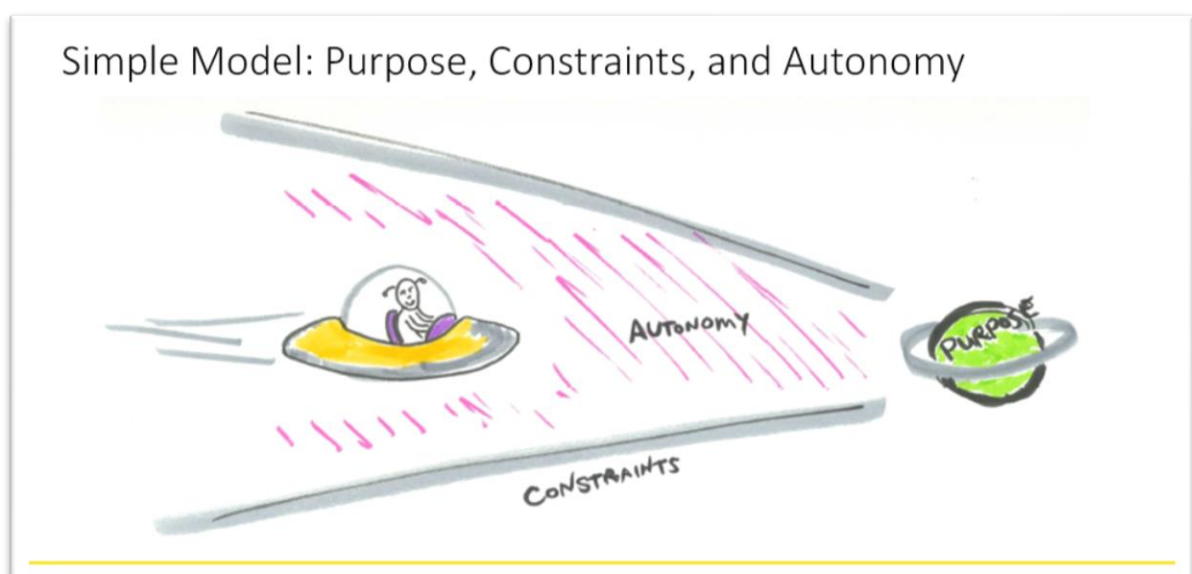 Simple Model: Purpose, Constraints, and Autonomy
AUTONOMY
PURPOSE
CONSTRAINTS